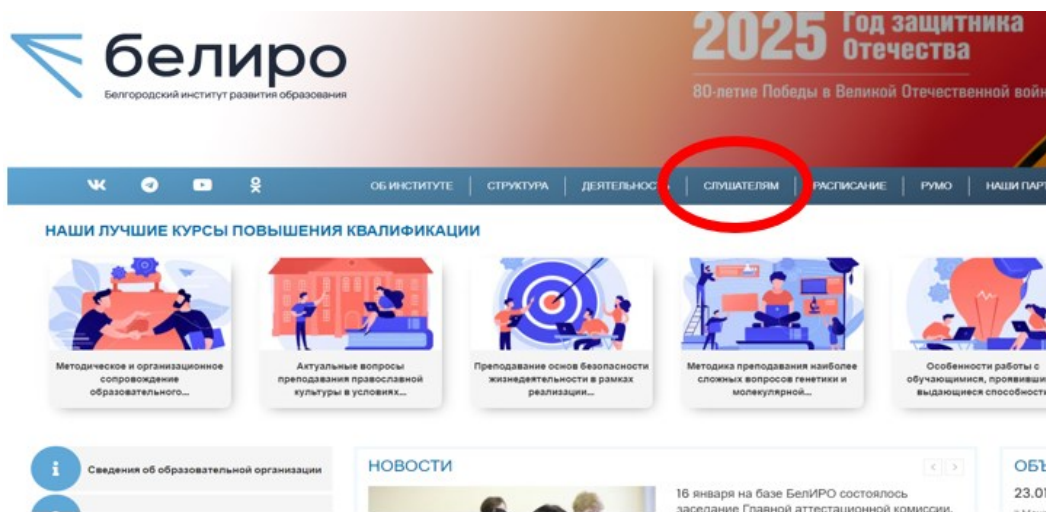 белиро
Белгородский институт развития образования
2025 Год защитника
Отечества
80-летие Победы в Великой Отечественной
ОБ ИНСТИТУТЕ
СТРУКТУРА
ДЕЯТЕЛЬНОСТЬ
СЛУШАТЕЛЯМ
РАСПИСАНИЕ
РУМО
НАШИ
НАШИ ЛУЧШИЕ КУРСЫ ПОВЫШЕНИЯ КВАЛИФИКАЦИИ
Методическое и организационное
сопровождение
образовательного...
Актуальные вопросы
преподавания православной
культуры в условиях...
Преподавание основ безопасности
жизнедеятельности в рамках
реализации...
Методика преподавания наиболее
сложных вопросов генетики и
молекулярной...
Особенности работы с
обучающимися,
выдающиеся
Сведения об образовательной организации
НОВОСТИ
16 января на базе БелИРО состоялось
заседание Главной аттестационной комиссии.